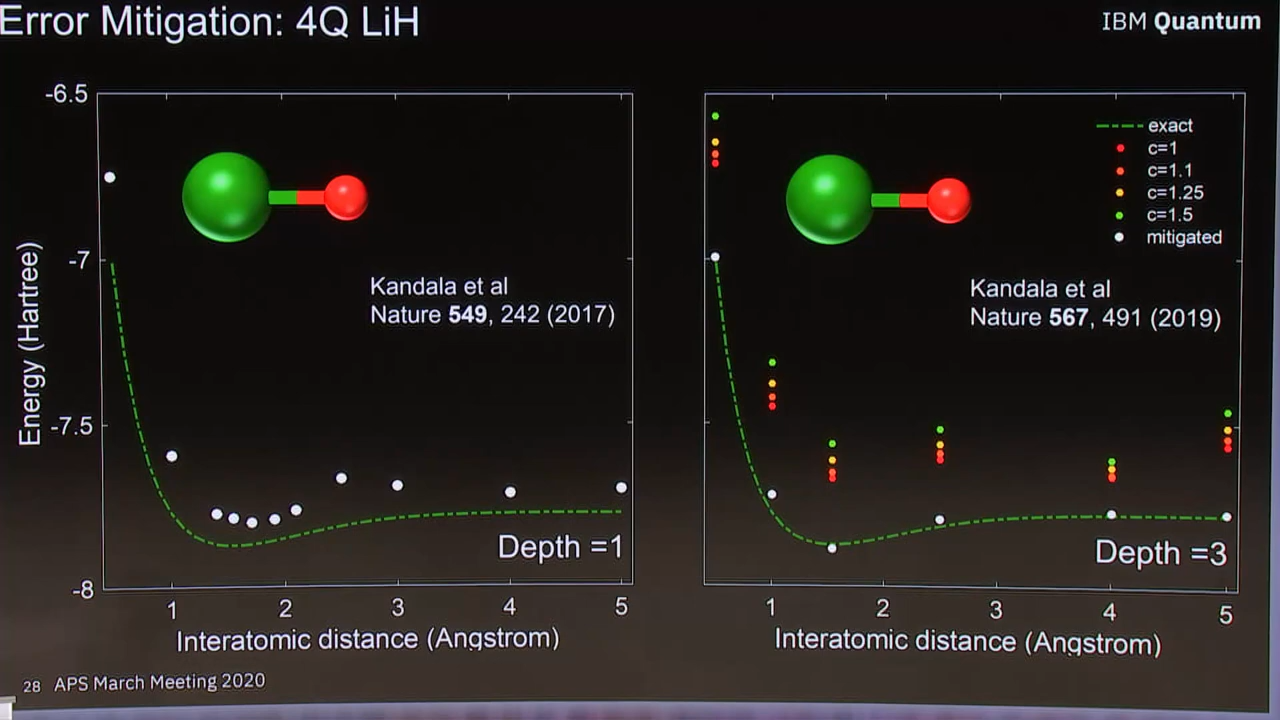 Error Mitigation: 4Q LiH
IBM Quantum
-6.5
-7
-7.5
-8
Energy (Hartree)
Kandala et al
Nature 549, 242 (2017)
Depth =1
1 2 3 4 5
Interatomic distance (Angstrom)
exact
c=1
c=1.1
c=1.25
c=1.5
mitigated
Kandala et al
Nature 567, 491 (2019)
Depth =3
1 2 3 4 5
Interatomic distance (Angstrom)
28 APS March Meeting 2020